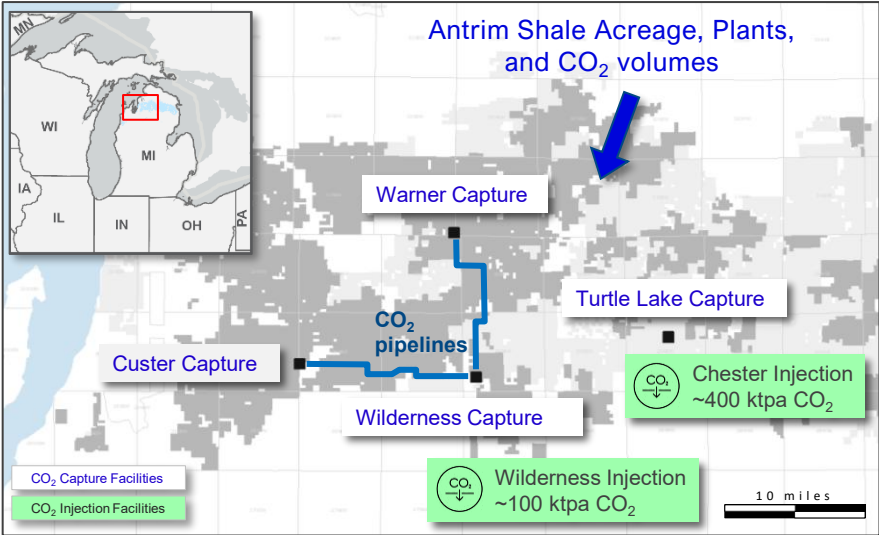 Antrim Shale Acreage, Plants,
and CO₂ volumes
MN
WI
MI
IA
IL
IN
OH
PA
Warner Capture
Turtle Lake Capture
CO₂
pipelines
Custer Capture
Wilderness Capture
CO₂
Chester Injection
~400 ktpa CO₂
CO₂
Wilderness Injection
~100 ktpa CO₂
CO₂ Capture Facilities
CO₂ Injection Facilities
10 miles